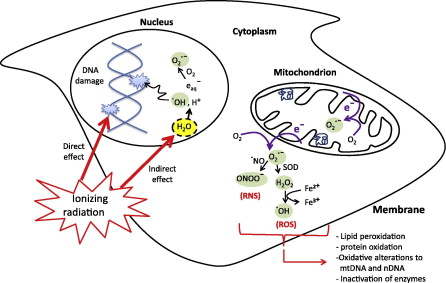 Nucleus
Cytoplasm
O₂·⁻
O₂
e⁻aq
DNA
damage
·OH, H⁺
H₂O
Mitochondrion
e⁻
O₂·⁻
O₂
Direct
effect
Indirect
effect
O₂
e⁻
·NO
O₂·⁻
SOD
ONOO⁻
H₂O₂
(RNS)
Fe²⁺
Fe³⁺
·OH
(ROS)
Ionizing
radiation
Membrane
- Lipid peroxidation
- protein oxidation
-Oxidative alterations to
mtDNA and nDNA
- Inactivation of enzymes